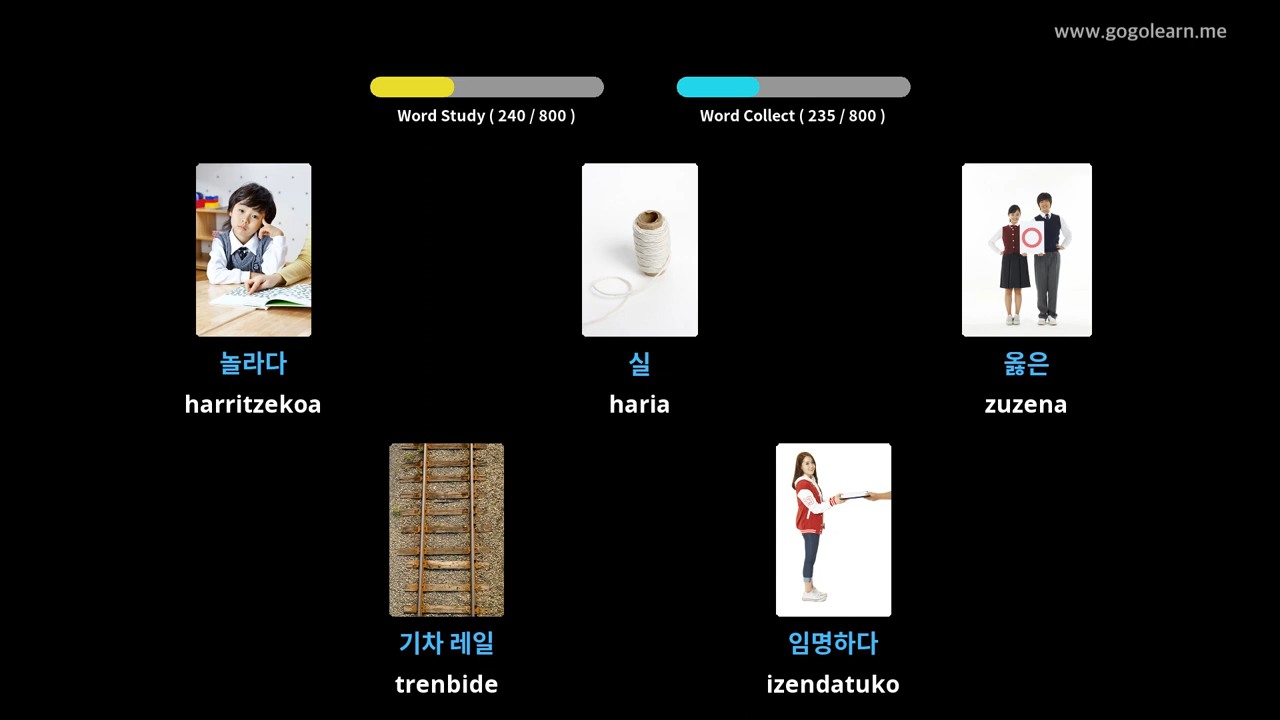 www.gogolearn.me
Word Study ( 240 / 800 )
Word Collect ( 235 / 800 )
놀라다
harritzekoa
실
haria
옳은
zuzena
기차 레일
trenbide
임명하다
izendatuko